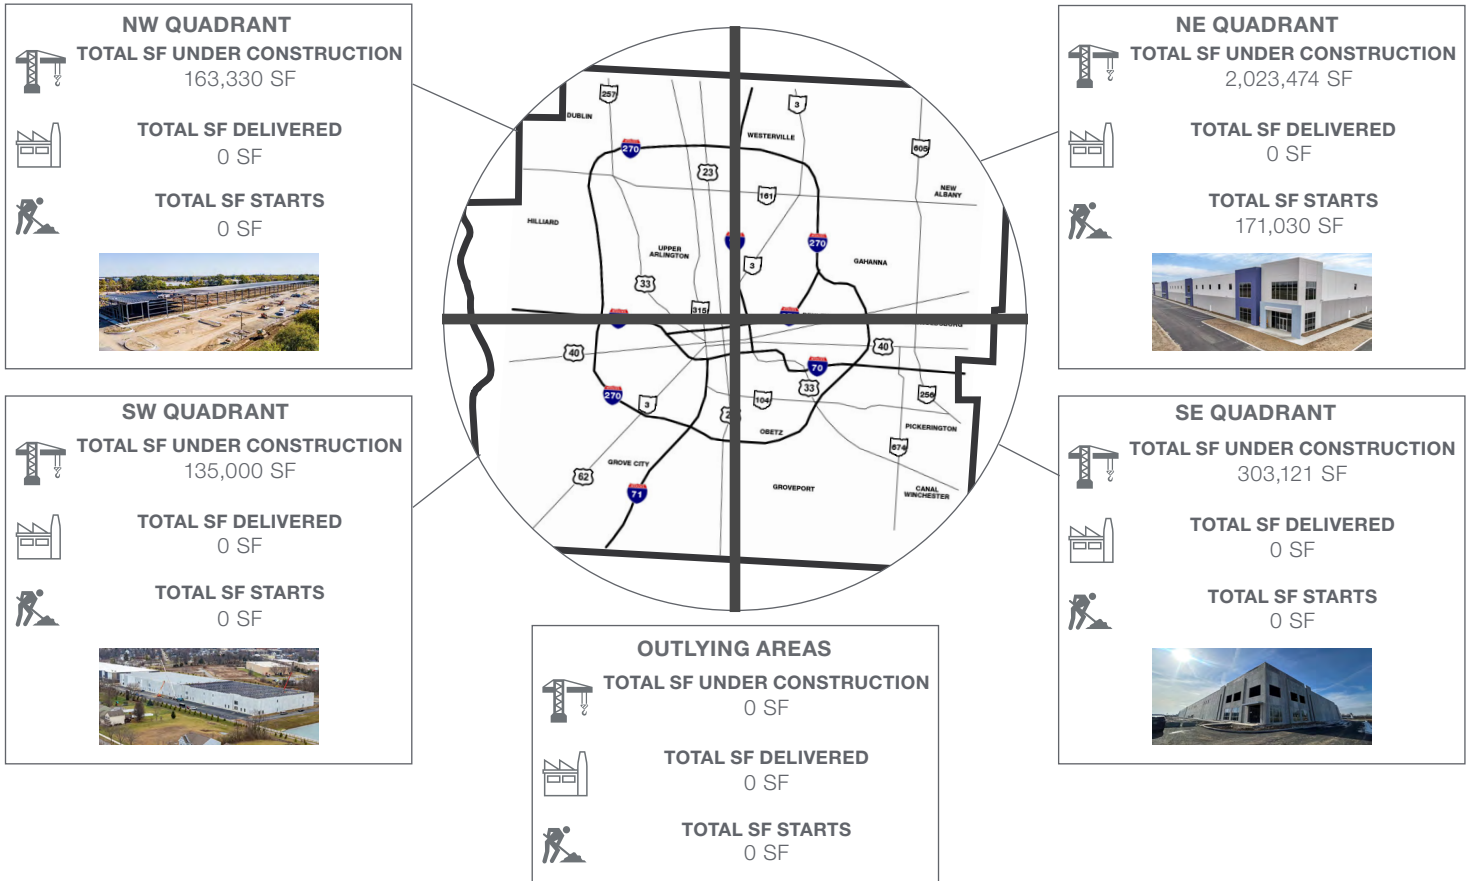 NW QUADRANT
TOTAL SF UNDER CONSTRUCTION
163,330 SF
TOTAL SF DELIVERED
0 SF
TOTAL SF STARTS
0 SF
NE QUADRANT
TOTAL SF UNDER CONSTRUCTION
2,023,474 SF
TOTAL SF DELIVERED
0 SF
TOTAL SF STARTS
171,030 SF
257
3
DUBLIN
WESTERVILLE
270
605
23
161
NEW
ALBANY
HILLIARD
UPPER
ARLINGTON
270
3
GAHANNA
33
315
40
40
70
270
3
33
104
256
OBETZ
PICKERINGTON
674
GROVE CITY
62
71
GROVEPORT
CANAL
WINCHESTER
SW QUADRANT
TOTAL SF UNDER CONSTRUCTION
135,000 SF
TOTAL SF DELIVERED
0 SF
TOTAL SF STARTS
0 SF
SE QUADRANT
TOTAL SF UNDER CONSTRUCTION
303,121 SF
TOTAL SF DELIVERED
0 SF
TOTAL SF STARTS
0 SF
OUTLYING AREAS
TOTAL SF UNDER CONSTRUCTION
0 SF
TOTAL SF DELIVERED
0 SF
TOTAL SF STARTS
0 SF